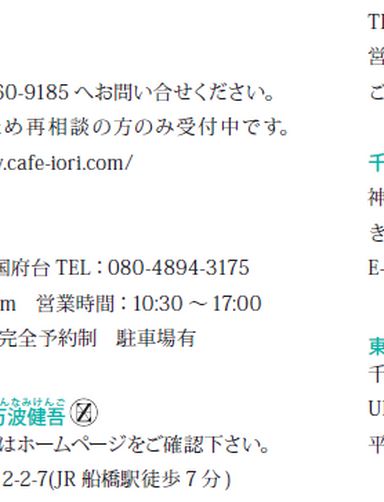 60-9185 へお問い合せください。
ため再相談の方のみ受付中です。
.cafe-iori.com/
国府台 TEL：080-4894-3175
m　営業時間：10:30 ～ 17:00
完全予約制　駐車場有
んなみけんご
万波健吾 Ⓩ
はホームページをご確認下さい。
2-2-7(JR 船橋駅徒歩 7 分 )
TE
営
ご
千
神
き
E-
東
千
UR
平